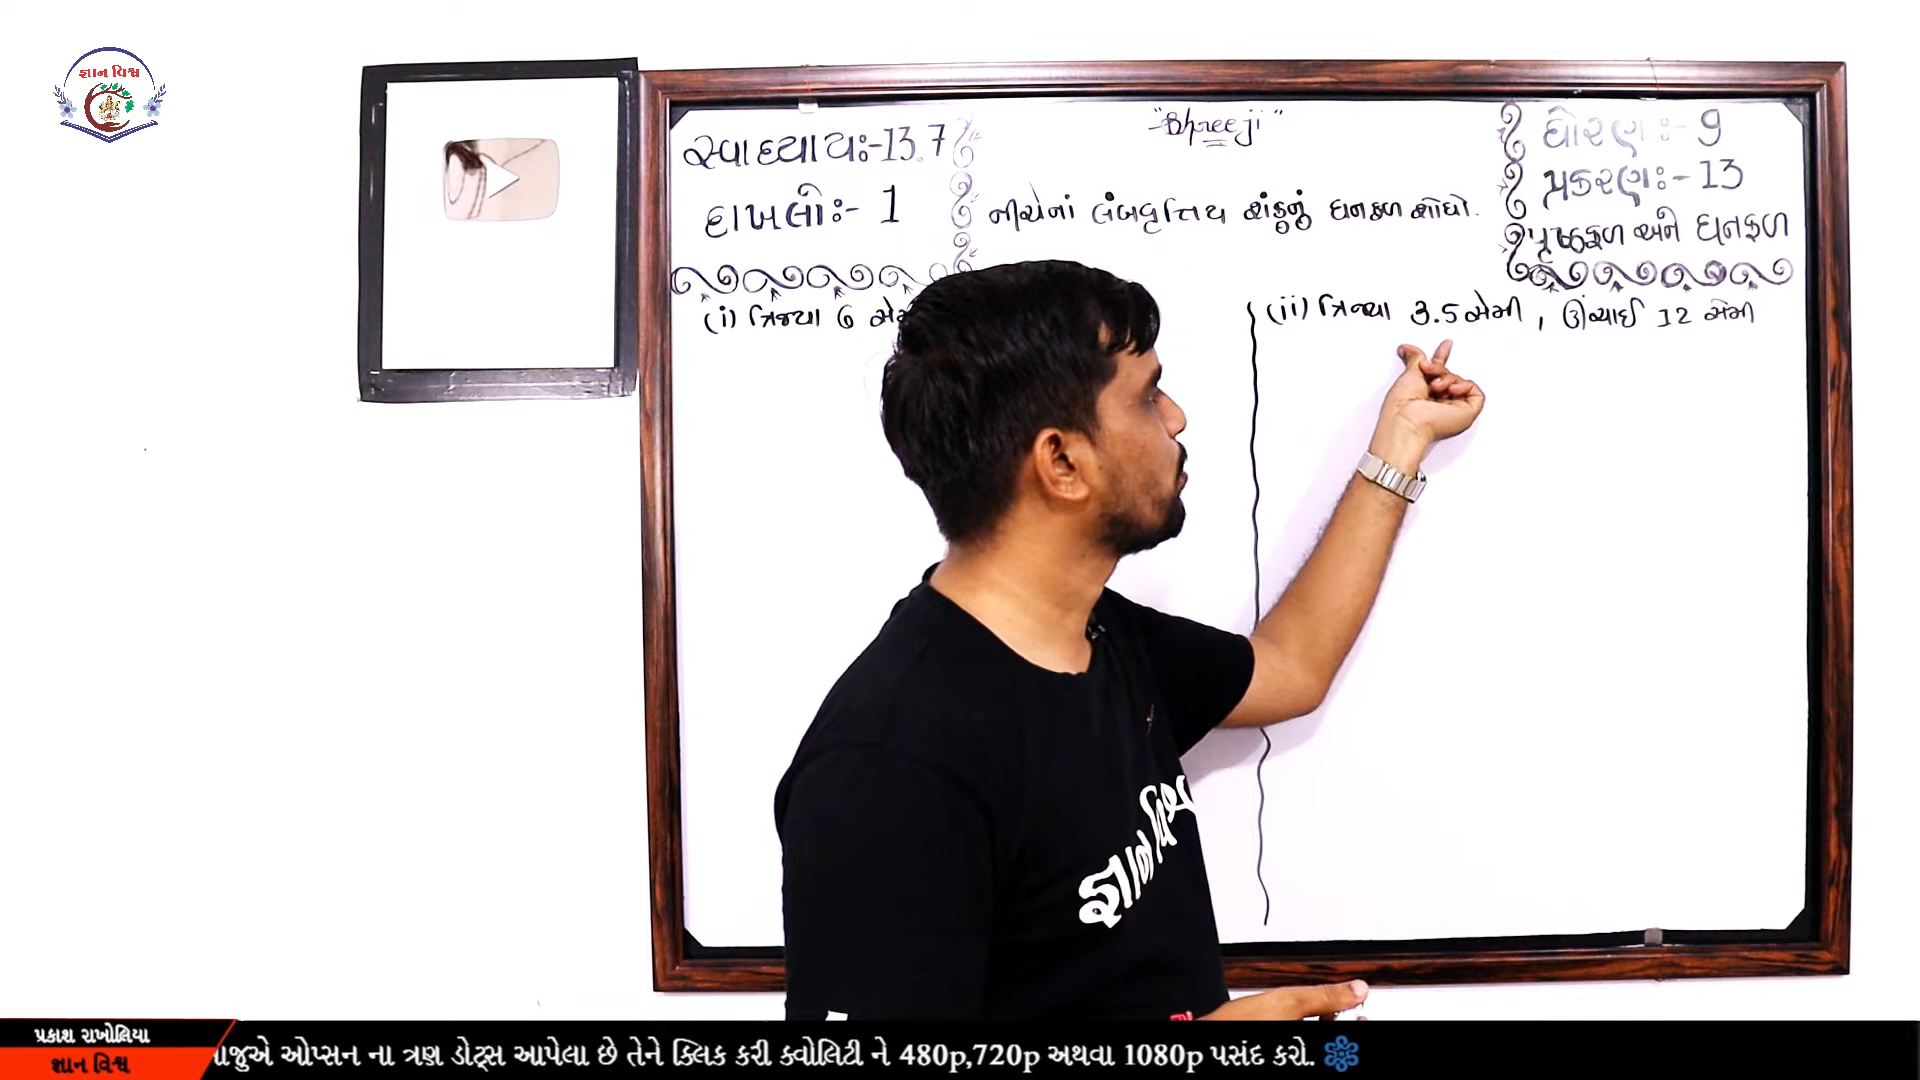 જ્ઞાન વિશ્વ
સ્વાધ્યાયઃ-13.7
દાખલોઃ- 1
"Shreeji"
નીચેનાં લંબવૃત્તિય શંકુનું ઘનફળ શોધો.
ધોરણઃ- 9
પ્રકરણઃ- 13
પૃષ્ઠફળ અને ઘનફળ
(i) ત્રિજ્યા 6
(ii) ત્રિજ્યા 3.5 સેમી , ઊંચાઈ 12 સેમી
જ્ઞાન
પ્રકાશ રાખોલિયા
જ્ઞાન વિશ્વ
ઓપ્સન ના ત્રણ ડોટ્સ આપેલા છે તેને ક્લિક કરી ક્વોલિટી ને 480p,720p અથવા 1080p પસંદ કરો.